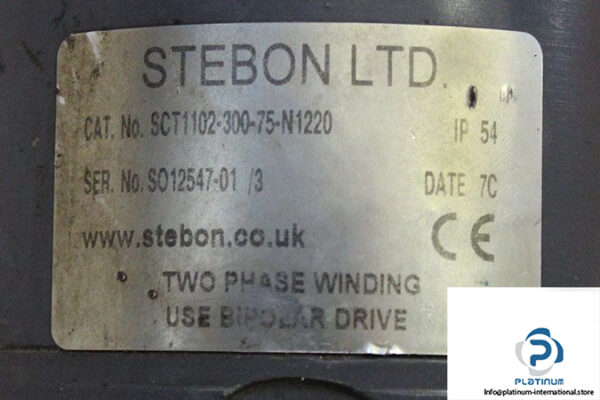 STEBON LTD.
CAT. No. SCT1102-300-75-N1220 IP 54
SER. No. SO12547-01 /3 DATE 7C
www.stebon.co.uk CE
TWO PHASE WINDING
USE BIPOLAR DRIVE
PLATINUM
Info@platinum-international.store